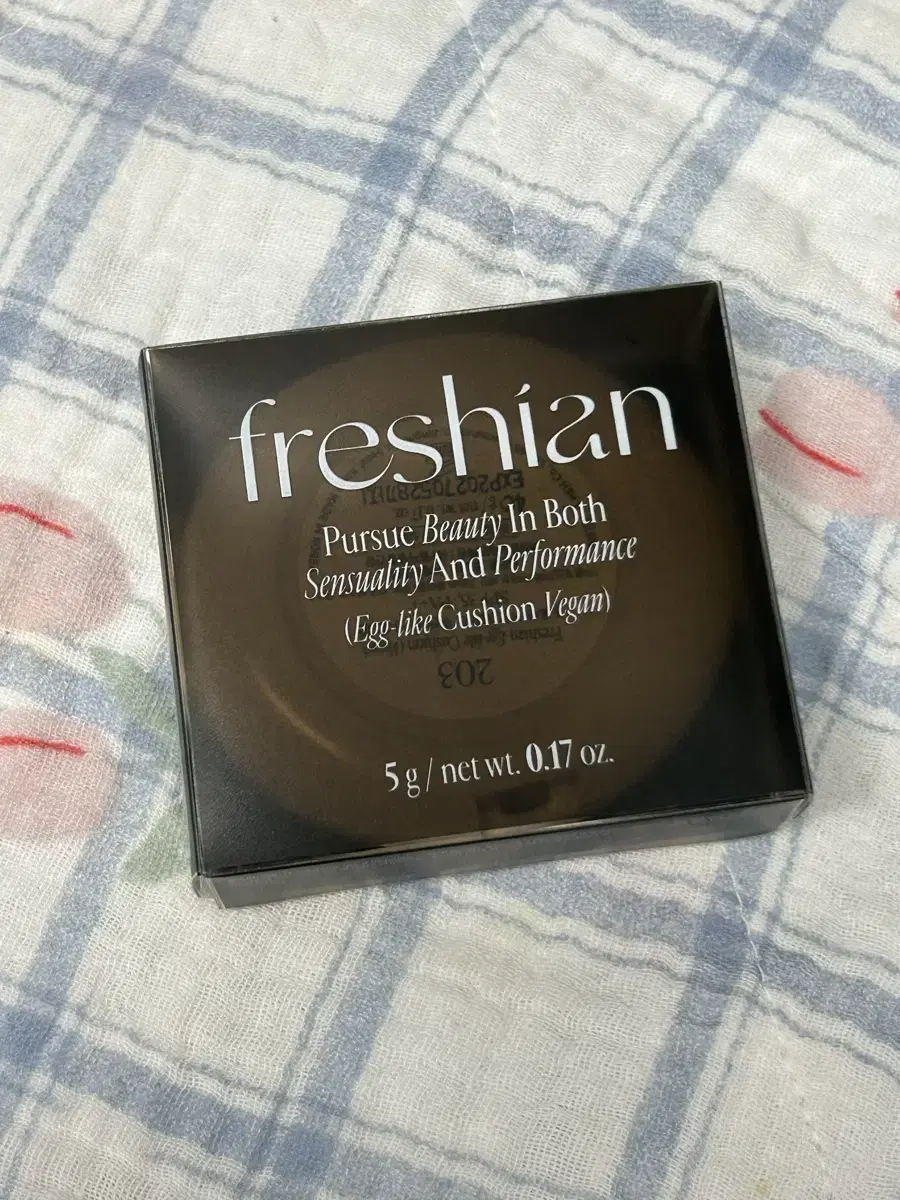 freshian
Pursue Beauty In Both
Sensuality And Performance
(Egg-like Cushion Vegan)
5 g / net wt. 0.17 oz.
203